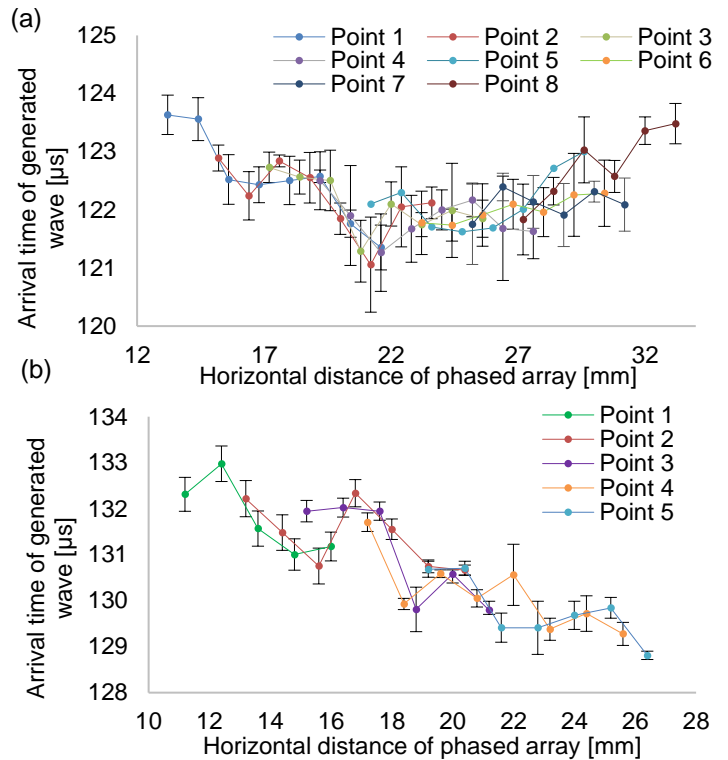 (a)
125
124
123
122
121
120
Arrival time of generated
wave [µs]
Point 1 Point 2 Point 3
Point 4 Point 5 Point 6
Point 7 Point 8
12 17 22 27 32
Horizontal distance of phased array [mm]
(b)
134
133
132
131
130
129
128
Arrival time of generated
wave [µs]
Point 1
Point 2
Point 3
Point 4
Point 5
10 12 14 16 18 20 22 24 26 28
Horizontal distance of phased array [mm]